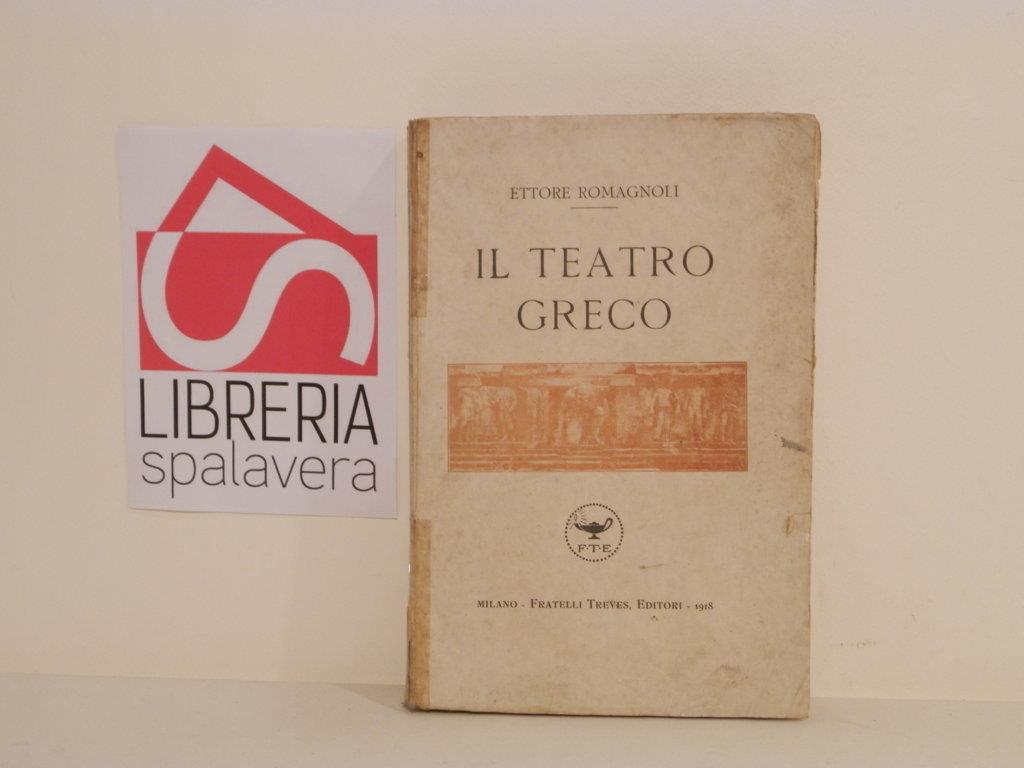 LIBRERIA
spalavera
ETTORE ROMAGNOLI
IL TEATRO
GRECO
F·T·E
MILANO - FRATELLI TREVES, EDITORI - 1918